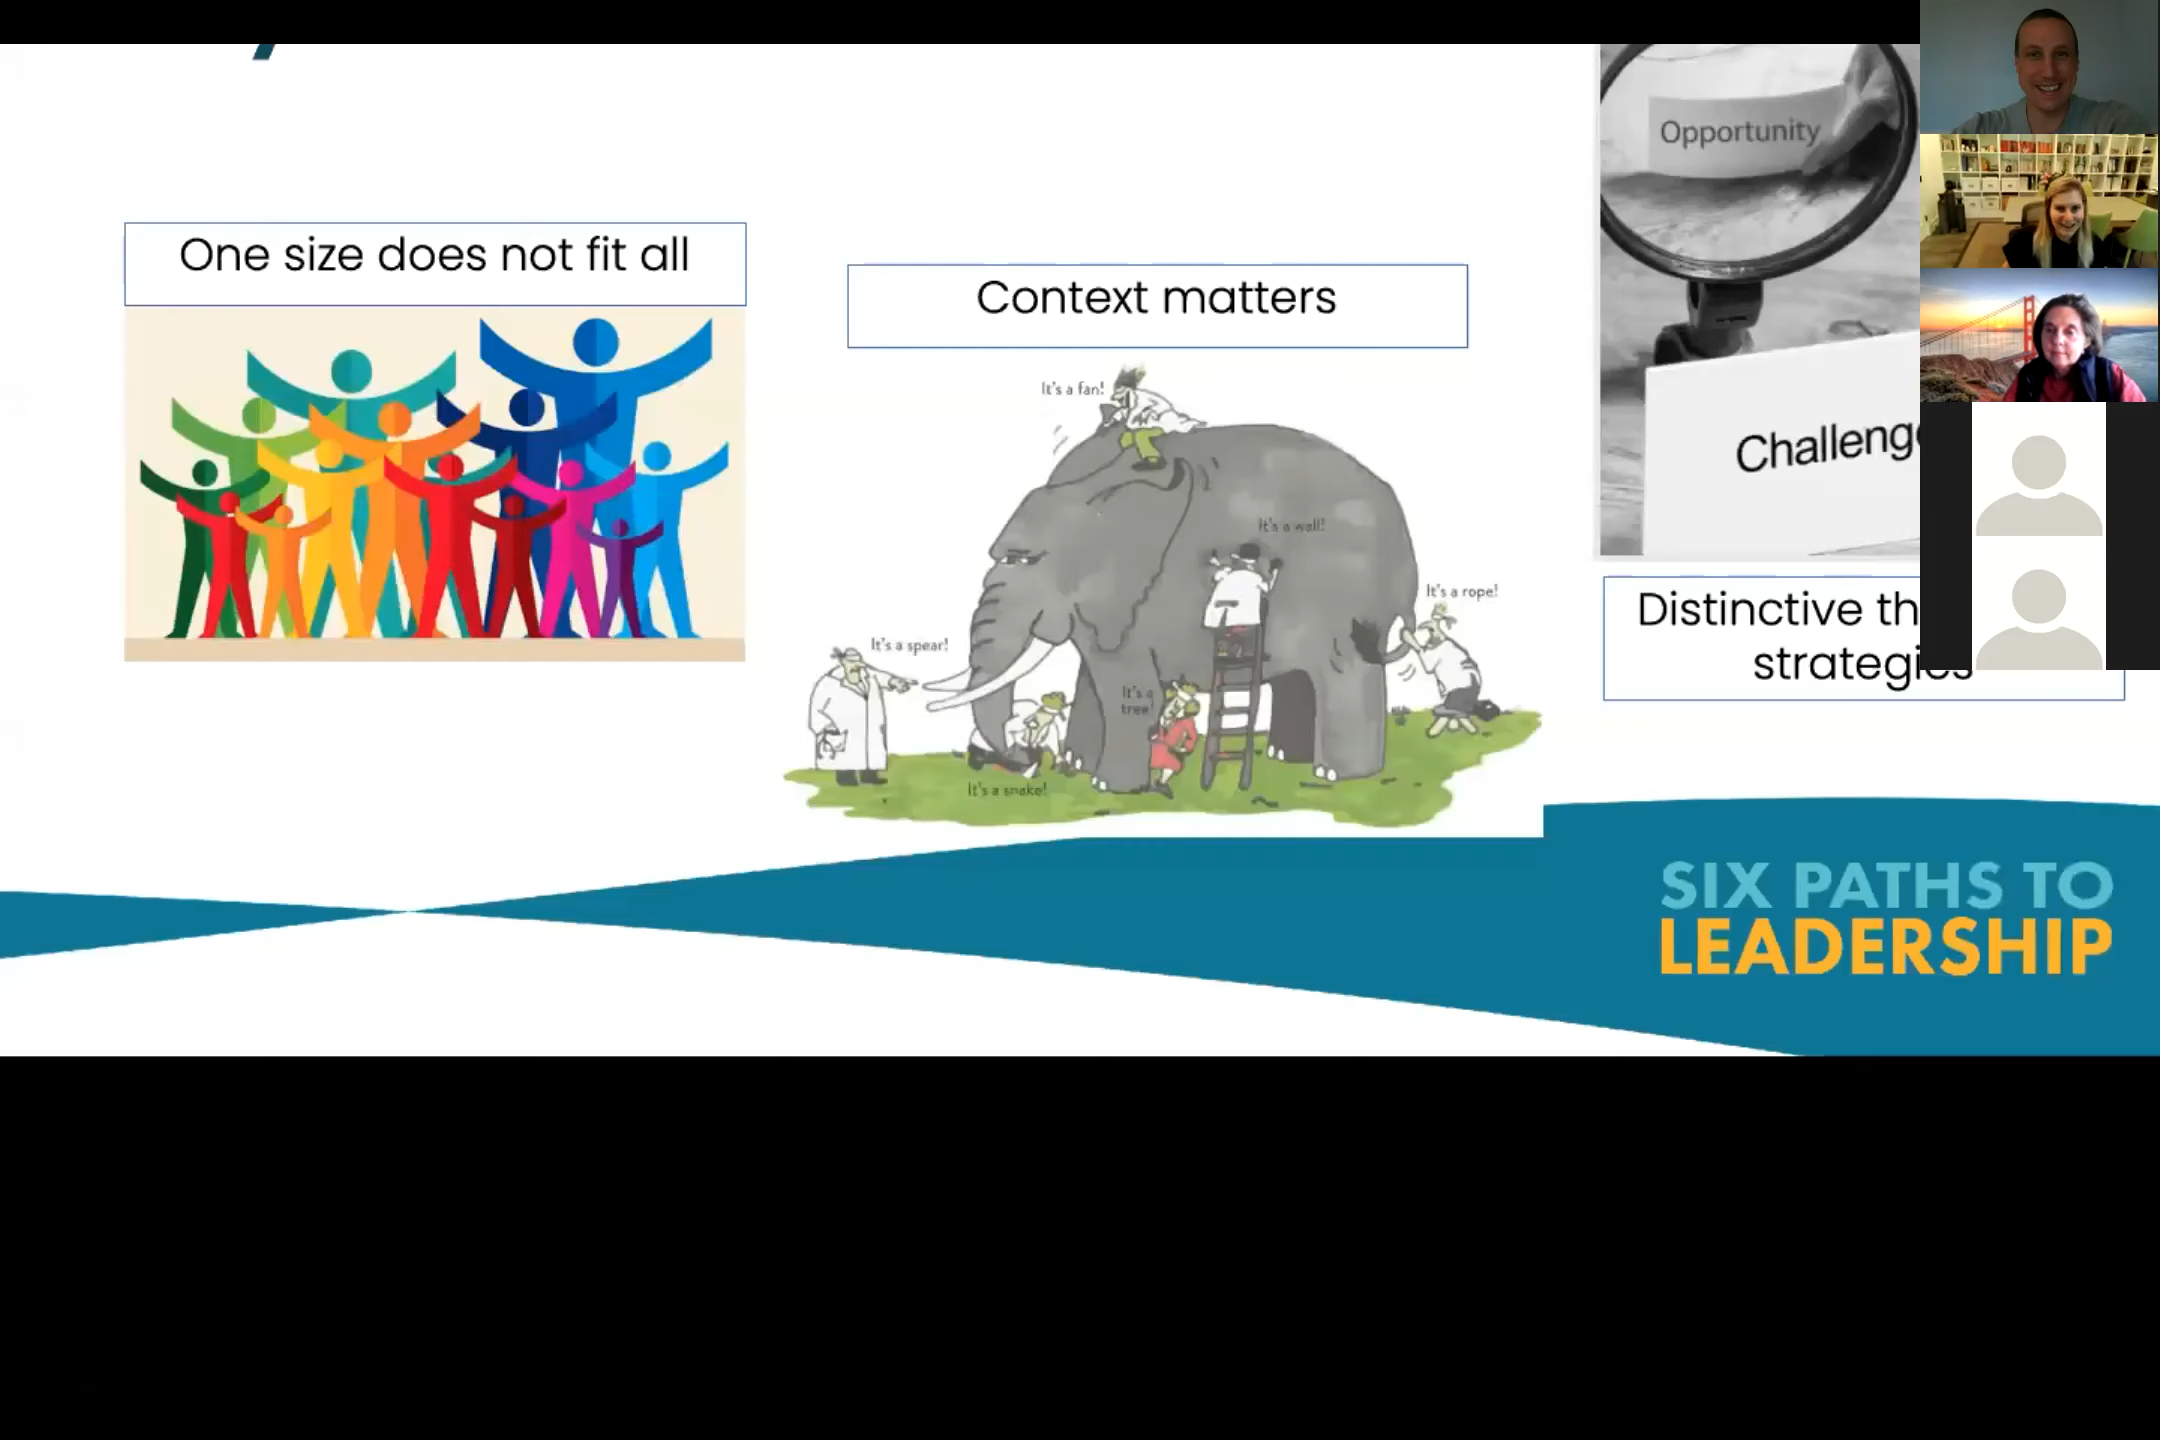 One size does not fit all
Context matters
It's a fan!
It's a wall!
It's a rope!
It's a spear!
It's a
tree!
It's a snake!
Opportunity
Challeng
Distinctive th
strategies
SIX PATHS TO
LEADERSHIP